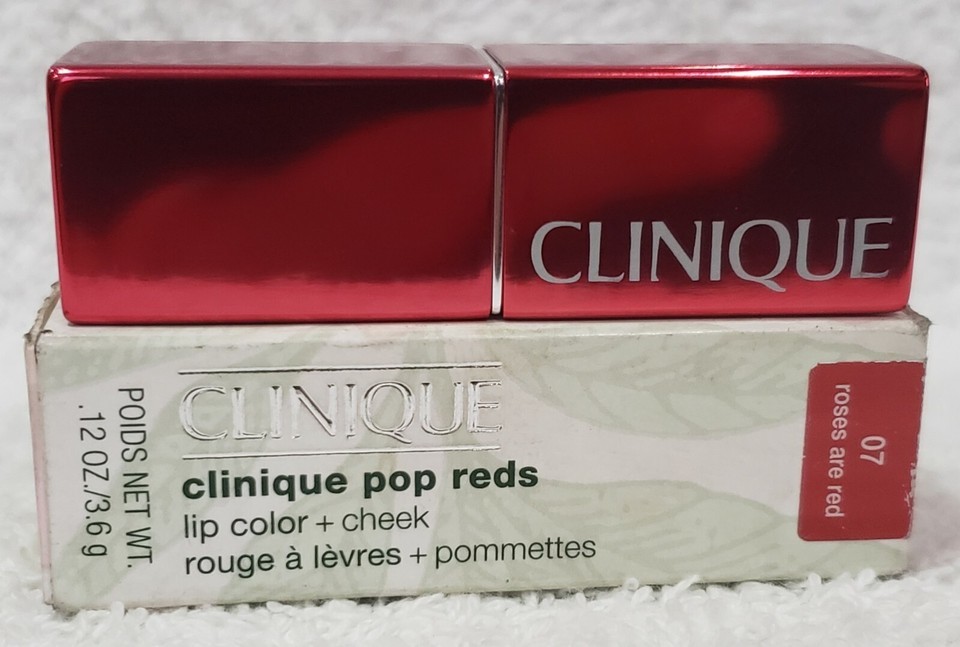 CLINIQUE
CLINIQUE
clinique pop reds
lip color + cheek
rouge à lèvres + pommettes
POIDS NET WT.
.12 OZ./3.6 g
07
roses are red